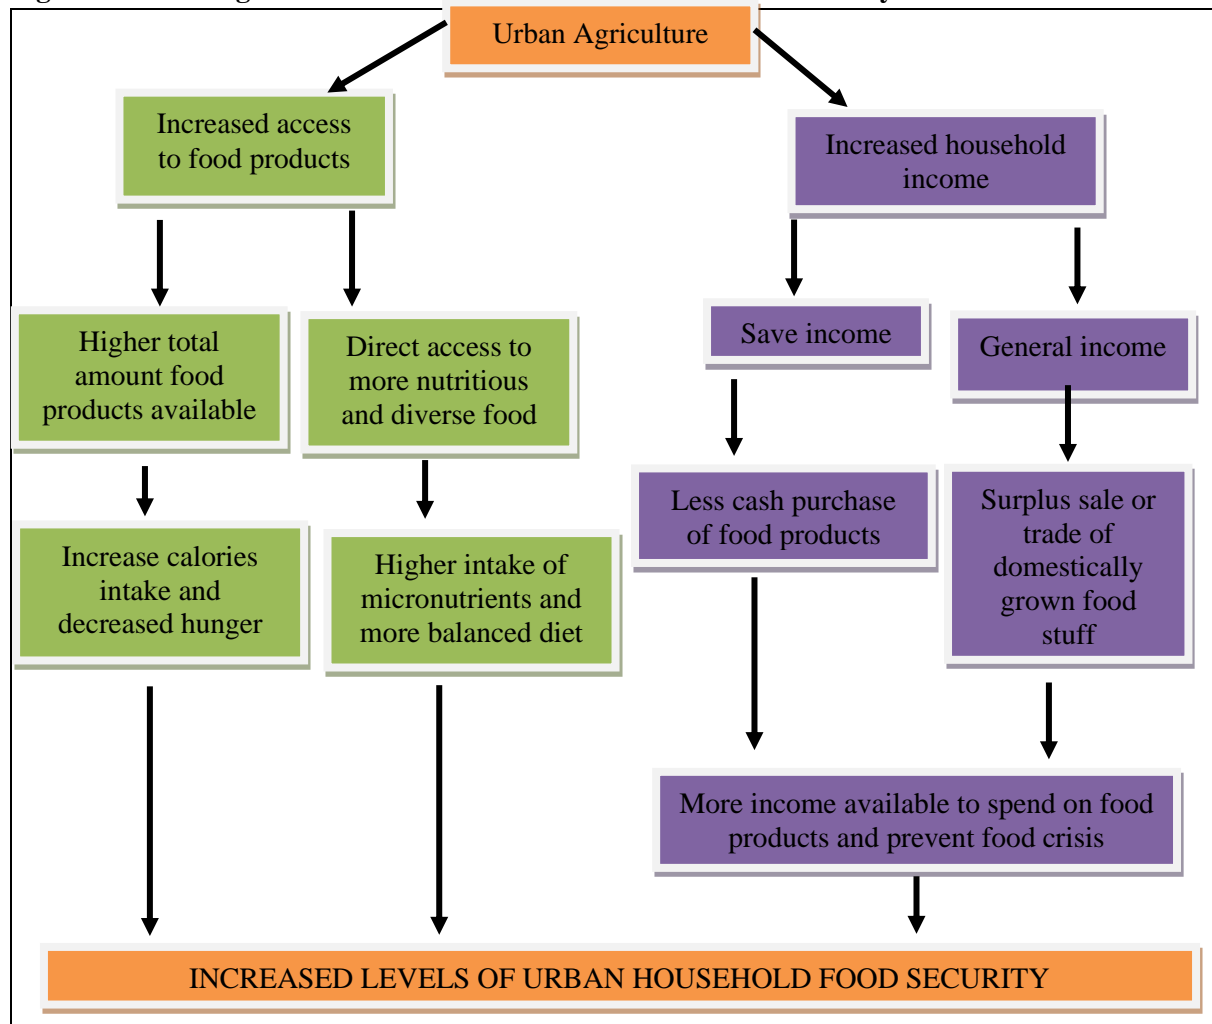 Urban Agriculture
Increased access
to food products
Increased household
income
Higher total
amount food
products available
Direct access to
more nutritious
and diverse food
Save income
General income
Increase calories
intake and
decreased hunger
Higher intake of
micronutrients and
more balanced diet
Less cash purchase
of food products
Surplus sale or
trade of
domestically
grown food
stuff
More income available to spend on food
products and prevent food crisis
INCREASED LEVELS OF URBAN HOUSEHOLD FOOD SECURITY